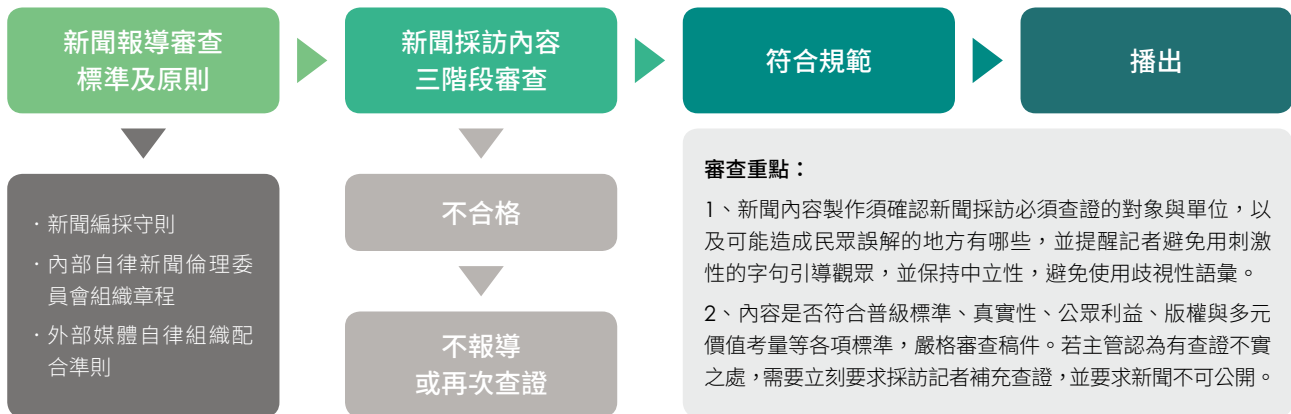 新聞報導審查
標準及原則
新聞採訪內容
三階段審查
符合規範
播出
· 新聞編採守則
· 內部自律新聞倫理委
員會組織章程
· 外部媒體自律組織配
合準則
不合格
不報導
或再次查證
審查重點：
1、新聞內容製作須確認新聞採訪必須查證的對象與單位，以
及可能造成民眾誤解的地方有哪些，並提醒記者避免用刺激
性的字句引導觀眾，並保持中立性，避免使用歧視性語彙。
2、內容是否符合普級標準、真實性、公眾利益、版權與多元
價值考量等各項標準，嚴格審查稿件。若主管認為有查證不實
之處，需要立刻要求採訪記者補充查證，並要求新聞不可公開。